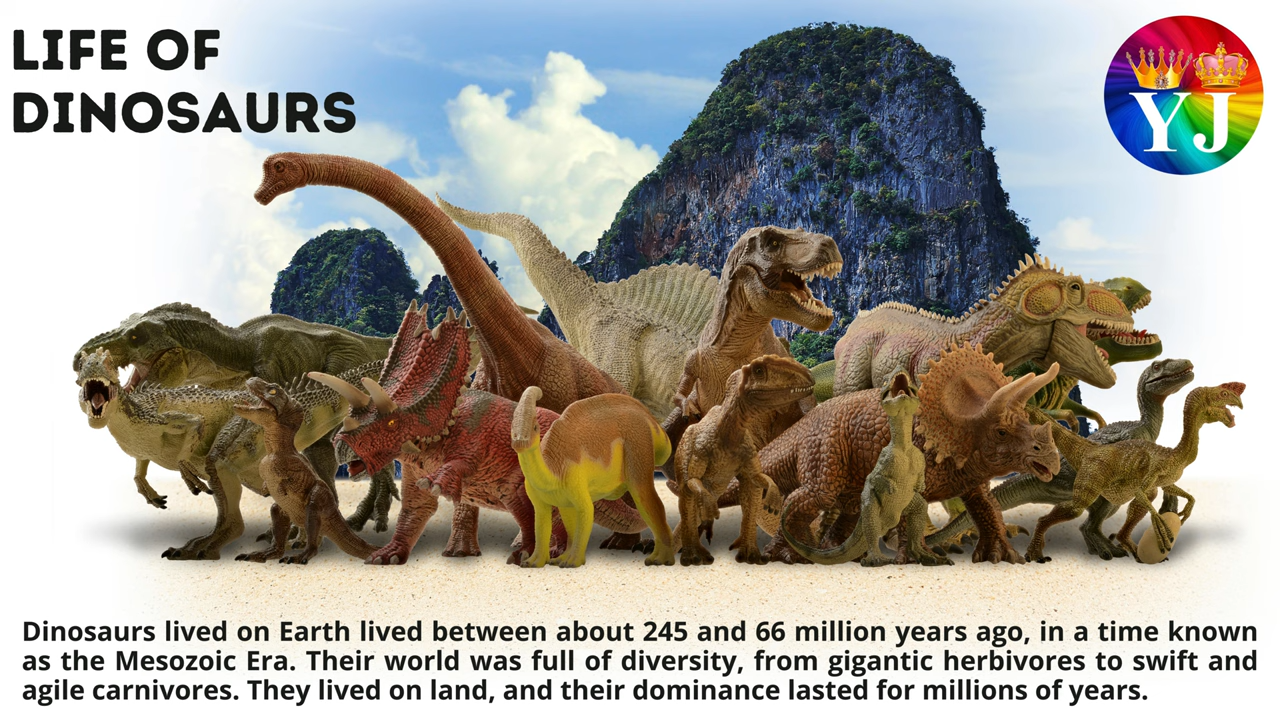 LIFE OF
DINOSAURS
YJ
Dinosaurs lived on Earth lived between about 245 and 66 million years ago, in a time known
as the Mesozoic Era. Their world was full of diversity, from gigantic herbivores to swift and
agile carnivores. They lived on land, and their dominance lasted for millions of years.